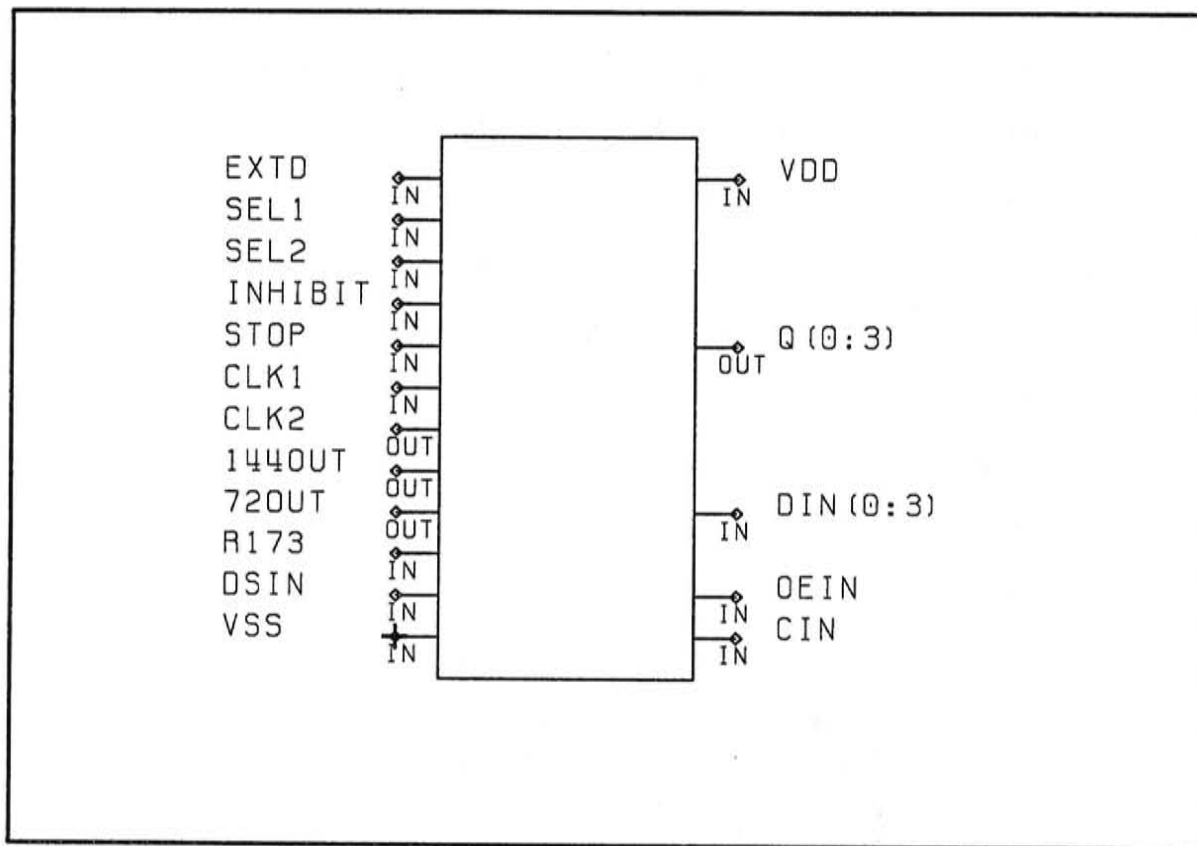 EXTD
IN
SEL1
IN
SEL2
IN
INHIBIT
IN
STOP
IN
CLK1
IN
CLK2
OUT
144OUT
OUT
72OUT
OUT
R173
IN
DSIN
IN
VSS
IN
VDD
IN
Q(0:3)
OUT
DIN(0:3)
IN
OEIN
IN
CIN
IN